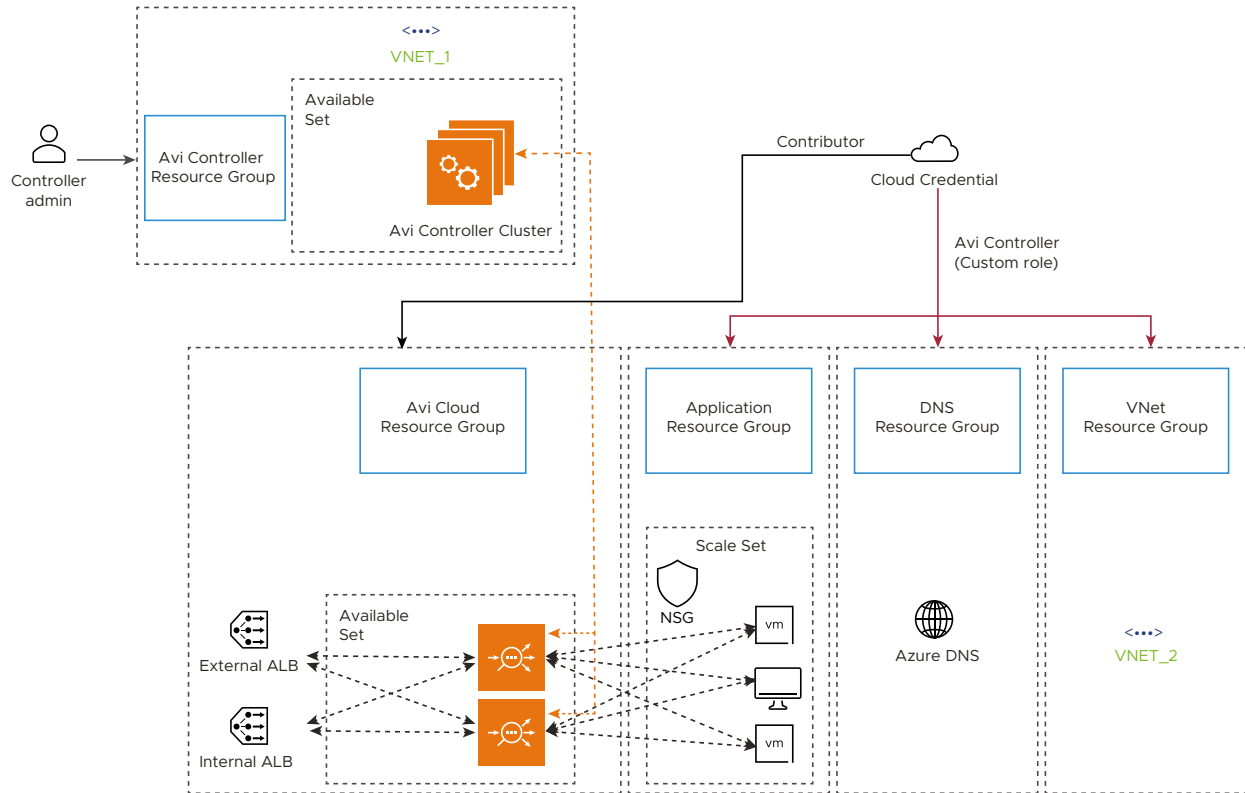 <•••>
VNET_1
Available
Set
Avi Controller
Resource Group
Controller
admin
Avi Controller Cluster
Contributor
Cloud Credential
Avi Controller
(Custom role)
Avi Cloud
Resource Group
Application
Resource Group
DNS
Resource Group
VNet
Resource Group
Scale Set
NSG
Available
Set
vm
External ALB
Azure DNS
<•••>
VNET_2
vm
Internal ALB